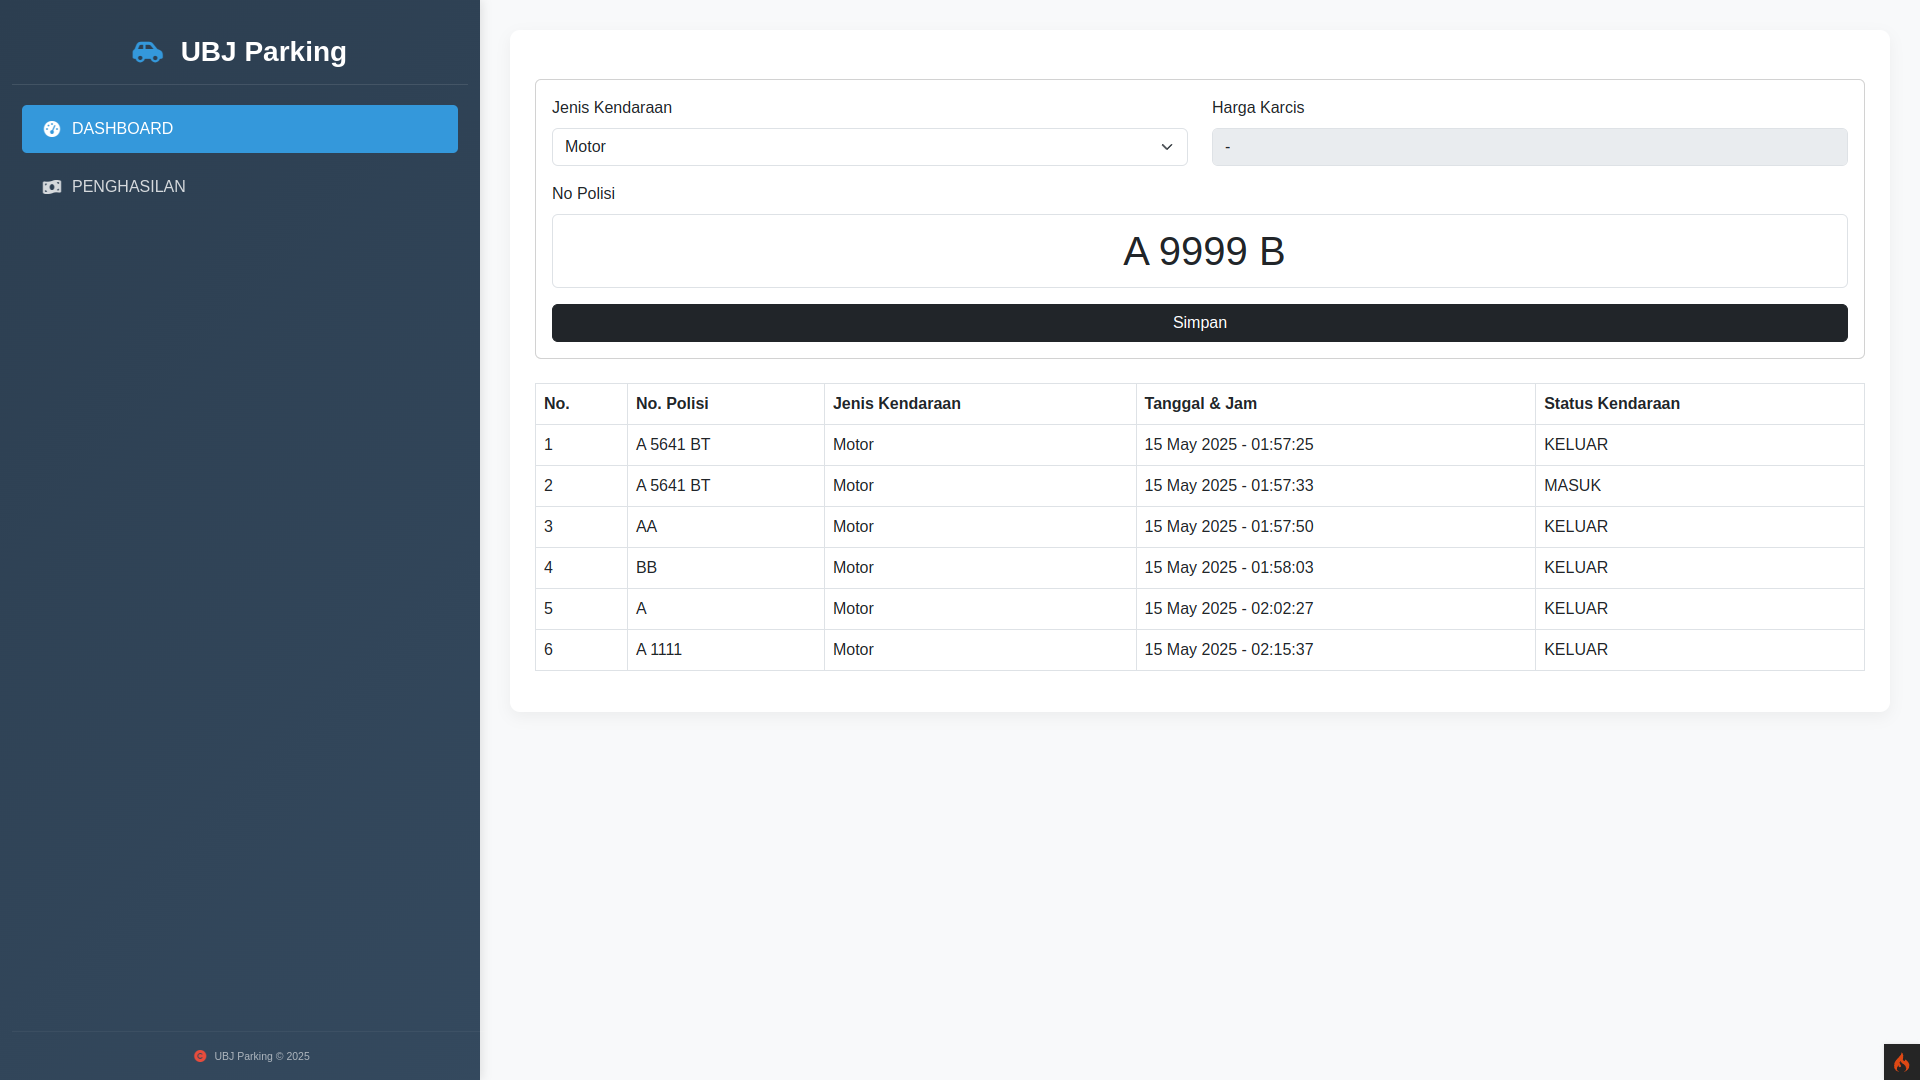 UBJ Parking
DASHBOARD
PENGHASILAN
UBJ Parking © 2025
Jenis Kendaraan
Harga Karcis
Motor
-
No Polisi
A 9999 B
Simpan
No. No. Polisi Jenis Kendaraan Tanggal & Jam Status Kendaraan
1 A 5641 BT Motor 15 May 2025 - 01:57:25 KELUAR
2 A 5641 BT Motor 15 May 2025 - 01:57:33 MASUK
3 AA Motor 15 May 2025 - 01:57:50 KELUAR
4 BB Motor 15 May 2025 - 01:58:03 KELUAR
5 A Motor 15 May 2025 - 02:02:27 KELUAR
6 A 1111 Motor 15 May 2025 - 02:15:37 KELUAR